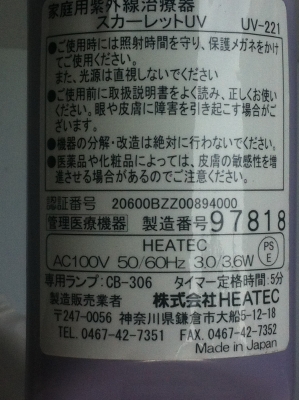 家庭用紫外線治療器
スカーレットUV UV-221
●ご使用時には照射時間を守り、保護メガネをかけてご使用ください。
また、光源は直視しないでください。
●ご使用前に取扱説明書をよく読み、正しくお使いください。眼や皮膚に障害を引き起こす場合がございます。
●機器の分解・改造は絶対に行わないでください。
●医薬品や化粧品によっては、皮膚の敏感性を増進させる場合があるのでご注意ください。
認証番号 20600BZZ00894000
管理医療機器 製造番号 97818
HEATEC
AC100V 50/60Hz 3.0/3.6W
PS
E
専用ランプ:CB-306 タイマー定格時間:5分
製造販売業者 株式会社HEATEC
〒247-0056 神奈川県鎌倉市大船5-12-18
TEL. 0467-42-7351 FAX. 0467-42-7352
Made in Japan